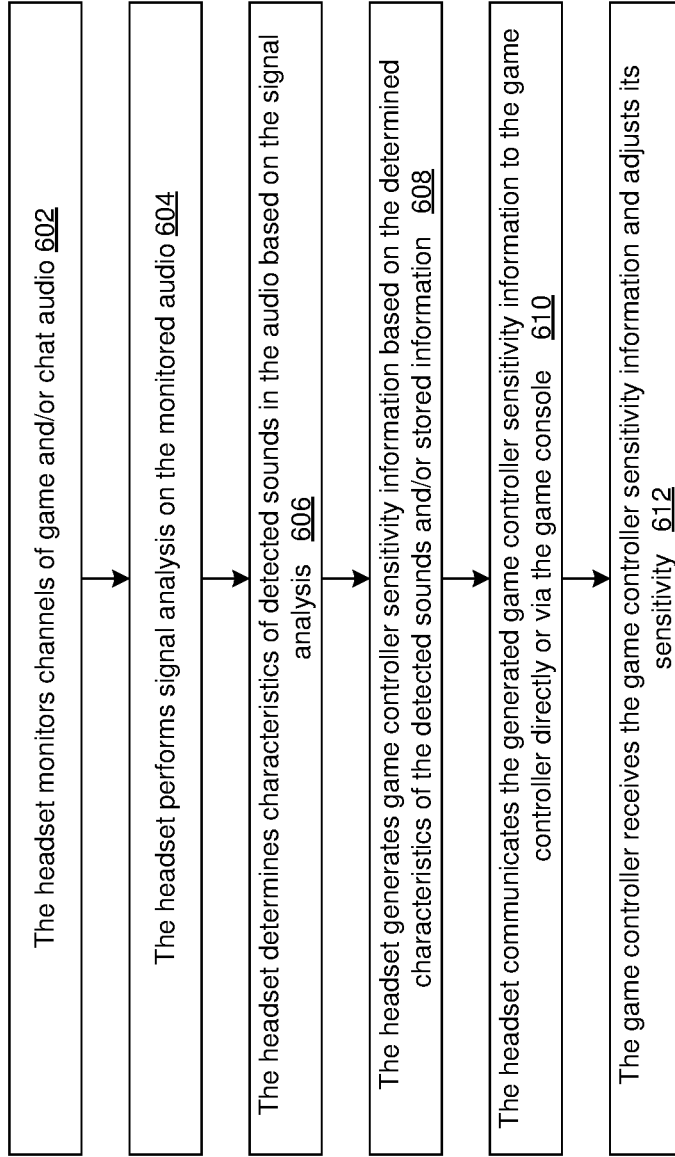 The headset monitors channels of game and/or chat audio 602
The headset performs signal analysis on the monitored audio 604
The headset determines characteristics of detected sounds in the audio based on the signal
analysis 606
The headset generates game controller sensitivity information based on the determined
characteristics of the detected sounds and/or stored information 608
The headset communicates the generated game controller sensitivity information to the game
controller directly or via the game console 610
The game controller receives the game controller sensitivity information and adjusts its
sensitivity 612